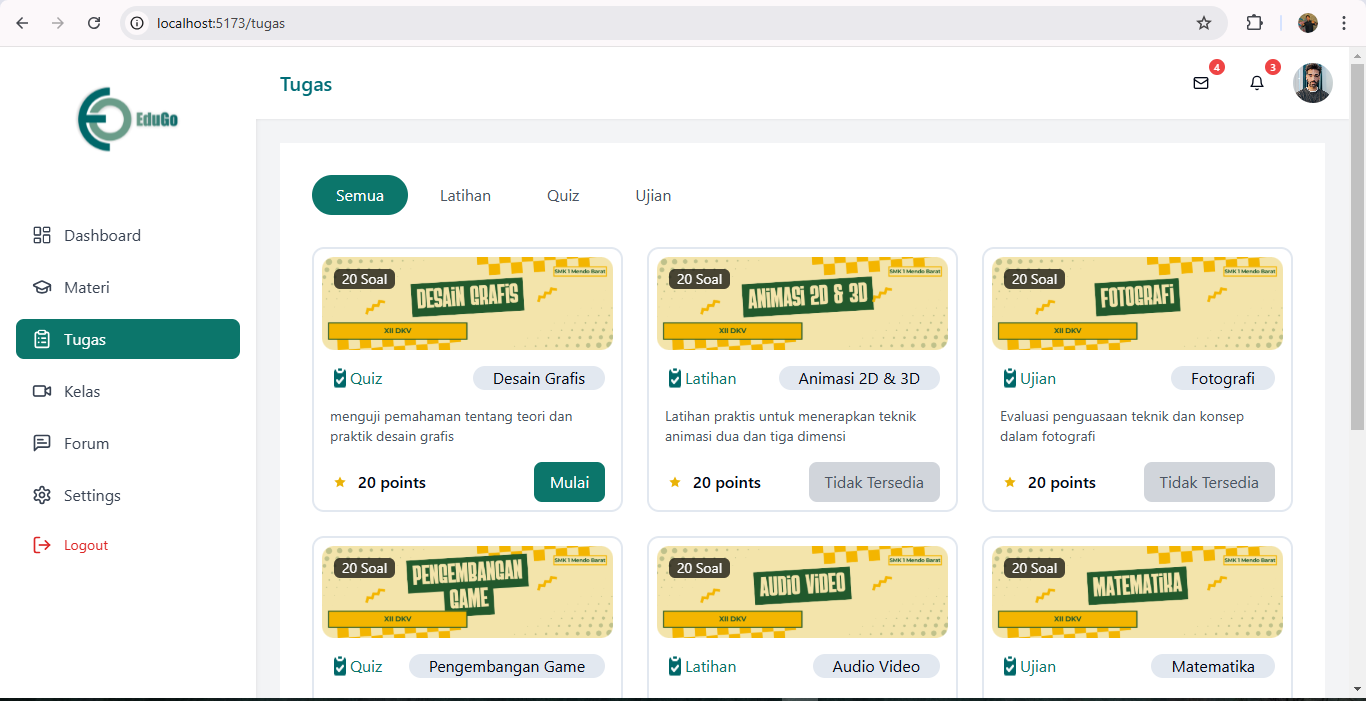 localhost:5173/tugas
EduGo
Tugas
4
3
Dashboard
Materi
Tugas
Kelas
Forum
Settings
Logout
Semua
Latihan
Quiz
Ujian
20 Soal
SMK 1 Mendo Barat
DESAIN GRAFIS
XII DKV
Quiz
Desain Grafis
menguji pemahaman tentang teori dan
praktik desain grafis
20 points
Mulai
20 Soal
SMK 1 Mendo Barat
ANIMASI 2D & 3D
XII DKV
Latihan
Animasi 2D & 3D
Latihan praktis untuk menerapkan teknik
animasi dua dan tiga dimensi
20 points
Tidak Tersedia
20 Soal
SMK 1 Mendo Barat
FOTOGRAFI
XII DKV
Ujian
Fotografi
Evaluasi penguasaan teknik dan konsep
dalam fotografi
20 points
Tidak Tersedia
20 Soal
SMK 1 Mendo Barat
PENGEMBANGAN
GAME
XII DKV
Quiz
Pengembangan Game
20 Soal
SMK 1 Mendo Barat
AUDIO VIDEO
XII DKV
Latihan
Audio Video
20 Soal
SMK 1 Mendo Barat
MATEMATIKA
XII DKV
Ujian
Matematika